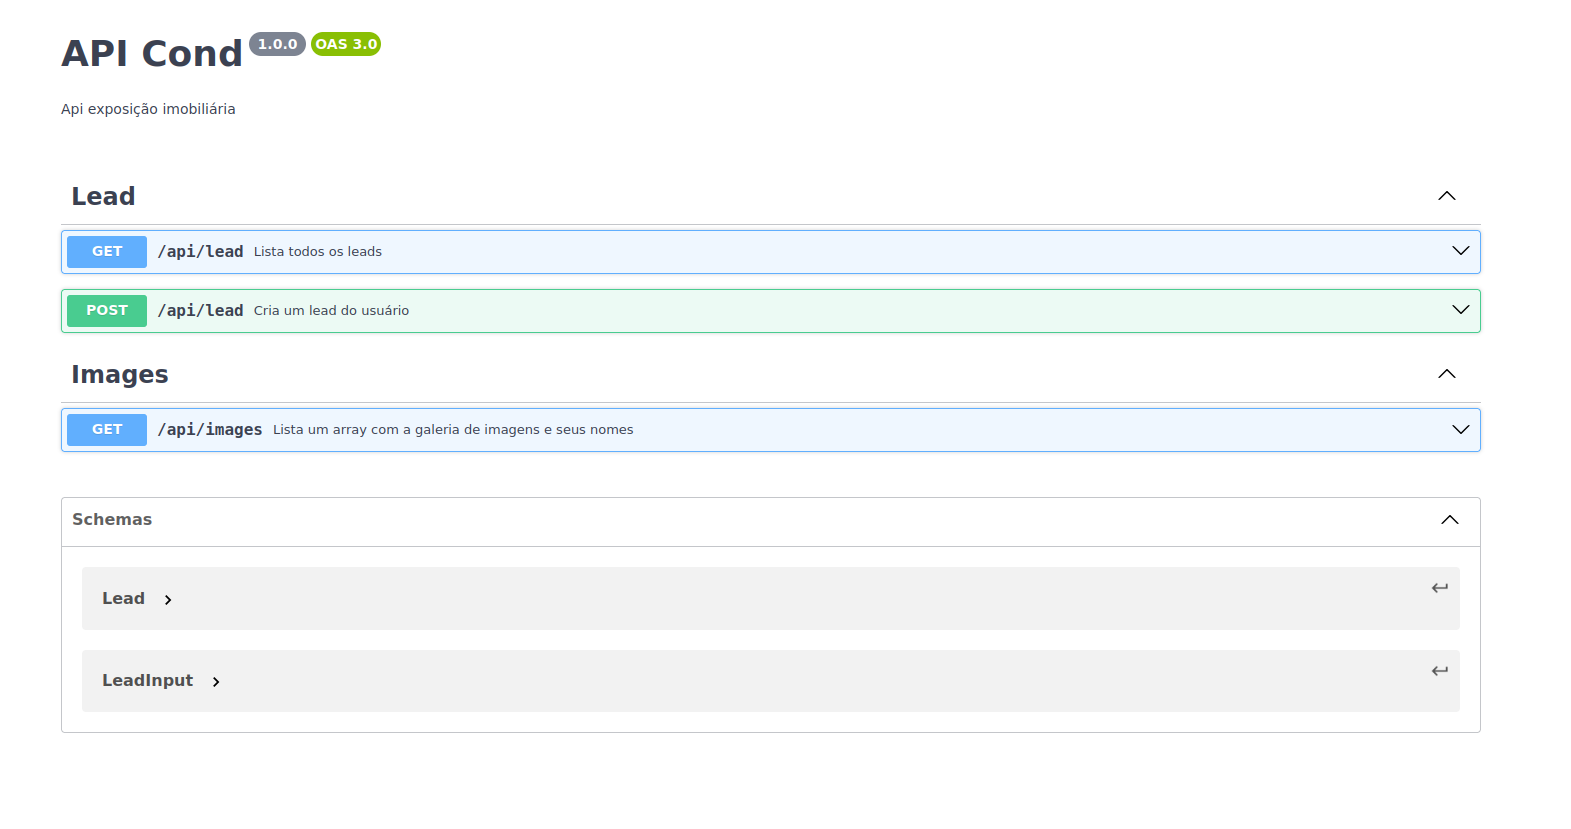 API Cond 1.0.0 OAS 3.0
Api exposição imobiliária
Lead
GET /api/lead Lista todos os leads
POST /api/lead Cria um lead do usuário
Images
GET /api/images Lista um array com a galeria de imagens e seus nomes
Schemas
Lead
LeadInput